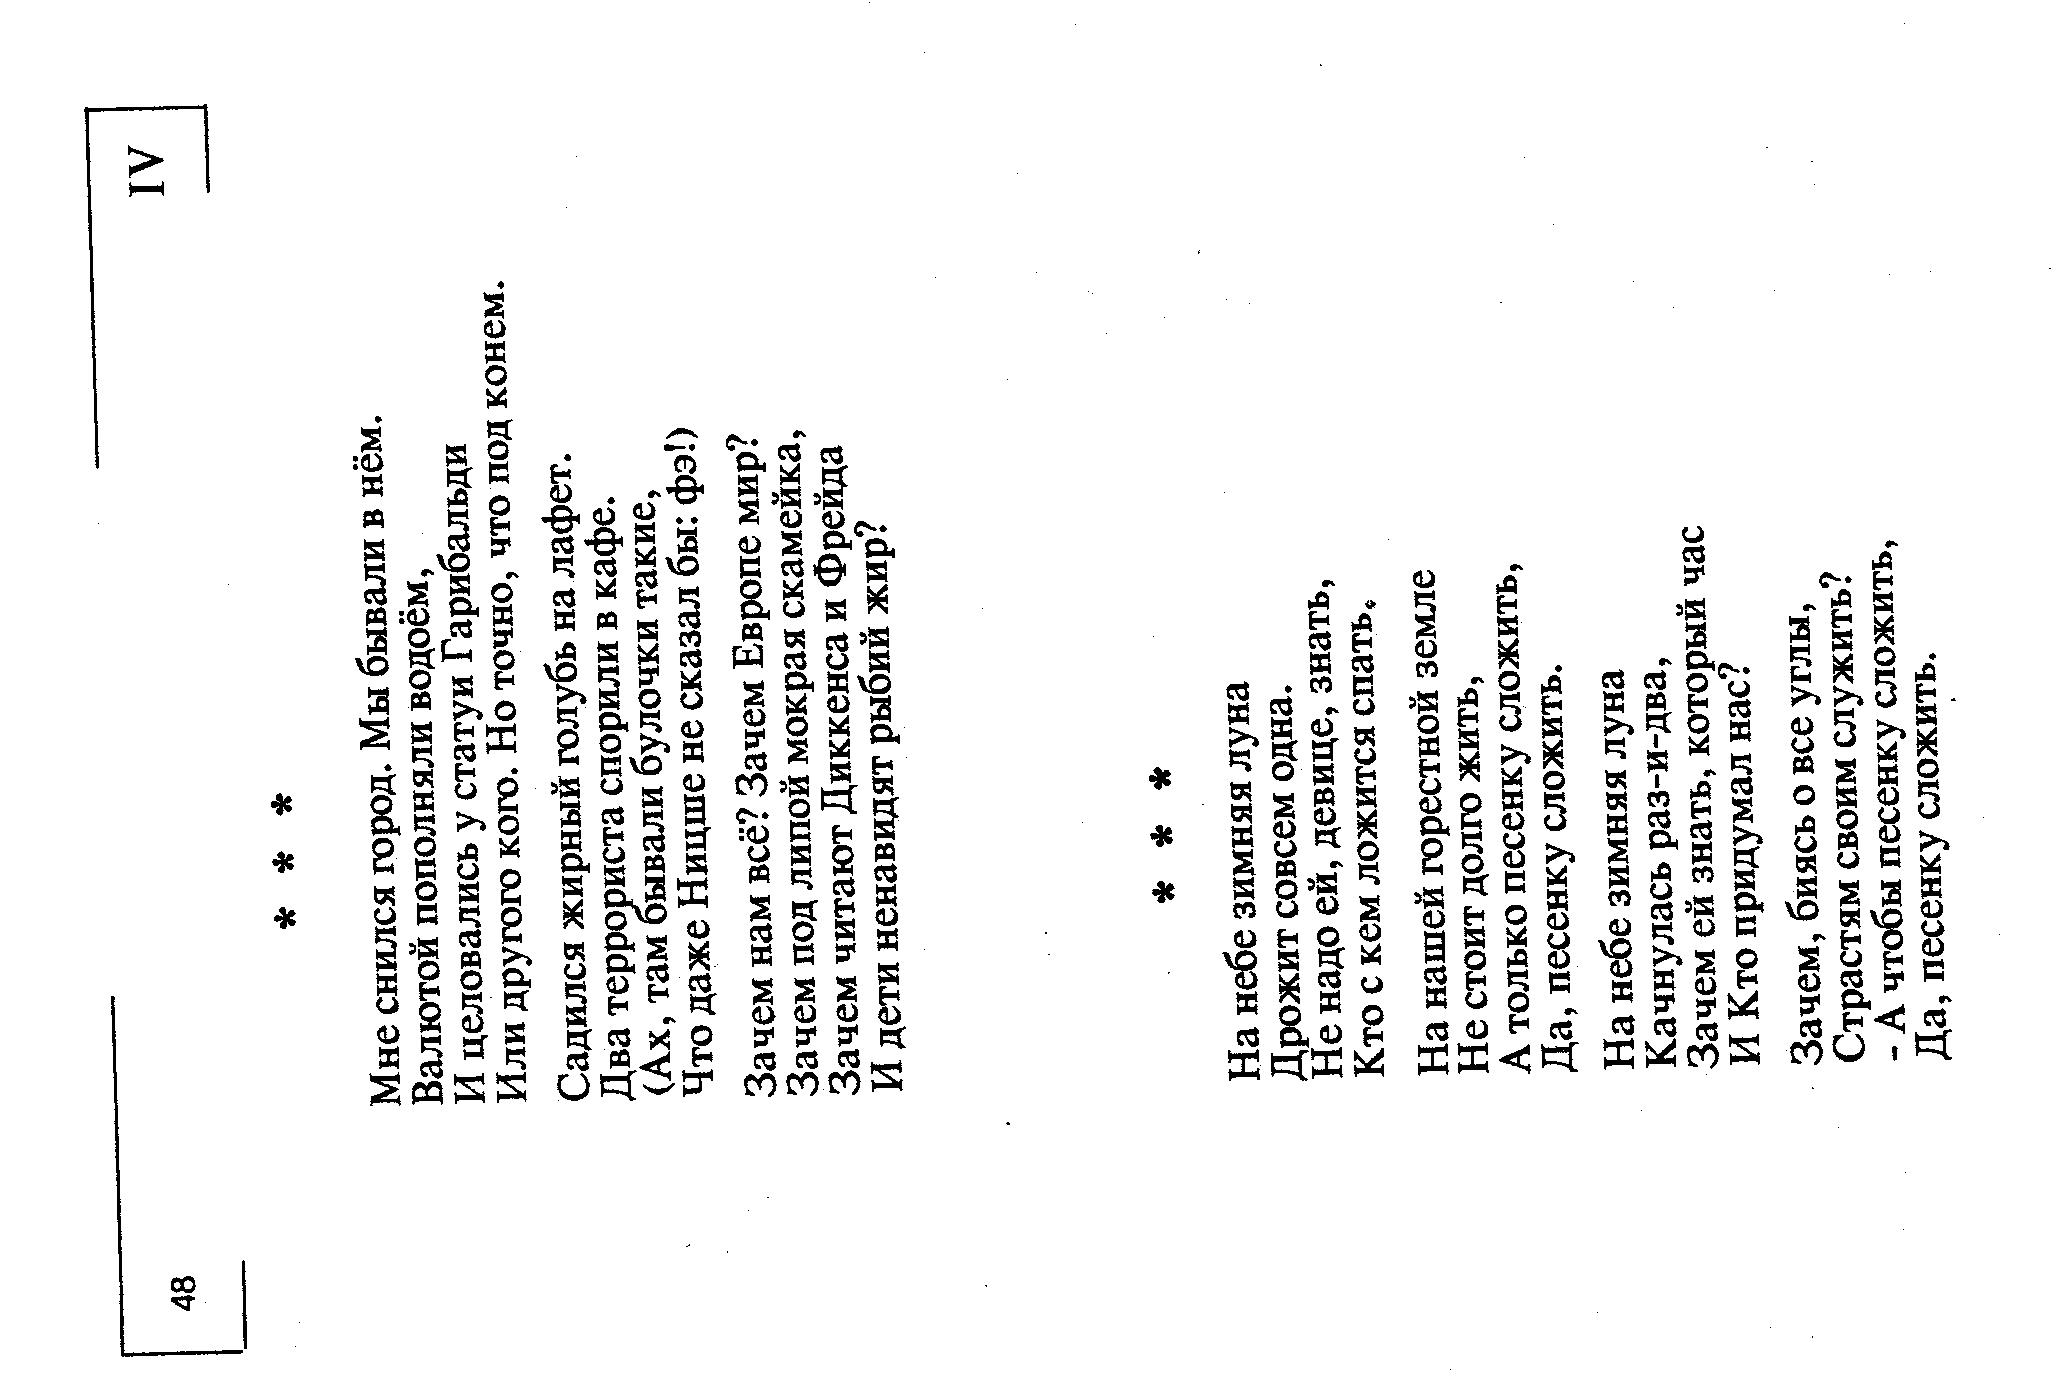 48
IV
* * *
Мне снился город. Мы бывали в нём.
Валютой пополняли водоём,
И целовались у статуи Гарибальди
Или другого кого. Но точно, что под конем.
Садился жирный голубь на лафет.
Два террориста спорили в кафе.
(Ах, там бывали булочки такие,
Что даже Ницше не сказал бы: фэ!)
Зачем нам всё? Зачем Европе мир?
Зачем под липой мокрая скамейка,
Зачем читают Диккенса и Фрейда
И дети ненавидят рыбий жир?
* * *
На небе зимняя луна
Дрожит совсем одна.
Не надо ей, девице, знать,
Кто с кем ложится спать.
На нашей горестной земле
Не стоит долго жить,
А только песенку сложить,
Да, песенку сложить.
На небе зимняя луна
Качнулась раз-и-два,
Зачем ей знать, который час
И Кто придумал нас?
Зачем, биясь о все углы,
Страстям своим служить?
- А чтобы песенку сложить,
Да, песенку сложить.